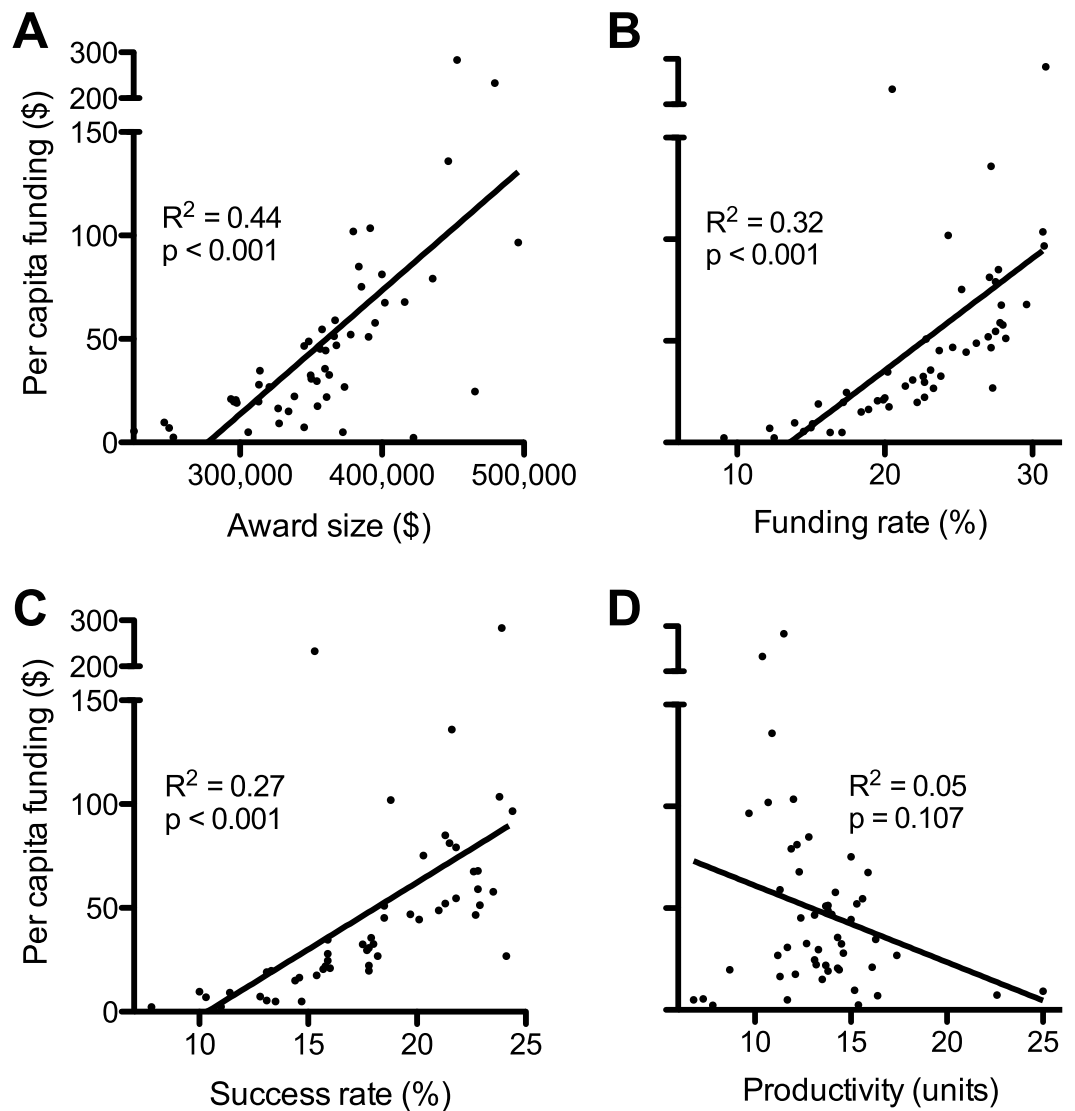 A
B
300
200
150
100
50
0
Per capita funding ($)
R² = 0.44
p < 0.001
300,000
400,000
500,000
Award size ($)
R² = 0.32
p < 0.001
10
20
30
Funding rate (%)
C
D
300
200
150
100
50
0
Per capita funding ($)
R² = 0.27
p < 0.001
10
15
20
25
Success rate (%)
R² = 0.05
p = 0.107
10
15
20
25
Productivity (units)